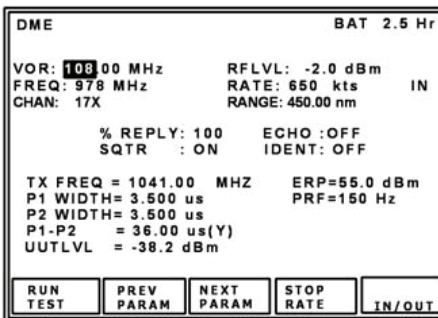 DME BAT 2.5 Hr
VOR: 108.00 MHz RFLVL: -2.0 dBm
FREQ: 978 MHz RATE: 650 kts IN
CHAN: 17X RANGE: 450.00 nm
% REPLY: 100 ECHO :OFF
SQTR : ON IDENT: OFF
TX FREQ = 1041.00 MHZ ERP=55.0 dBm
P1 WIDTH= 3.500 us PRF=150 Hz
P2 WIDTH= 3.500 us
P1-P2 = 36.00 us(Y)
UUTLVL = -38.2 dBm
RUN TEST
PREV PARAM
NEXT PARAM
STOP RATE
IN/OUT